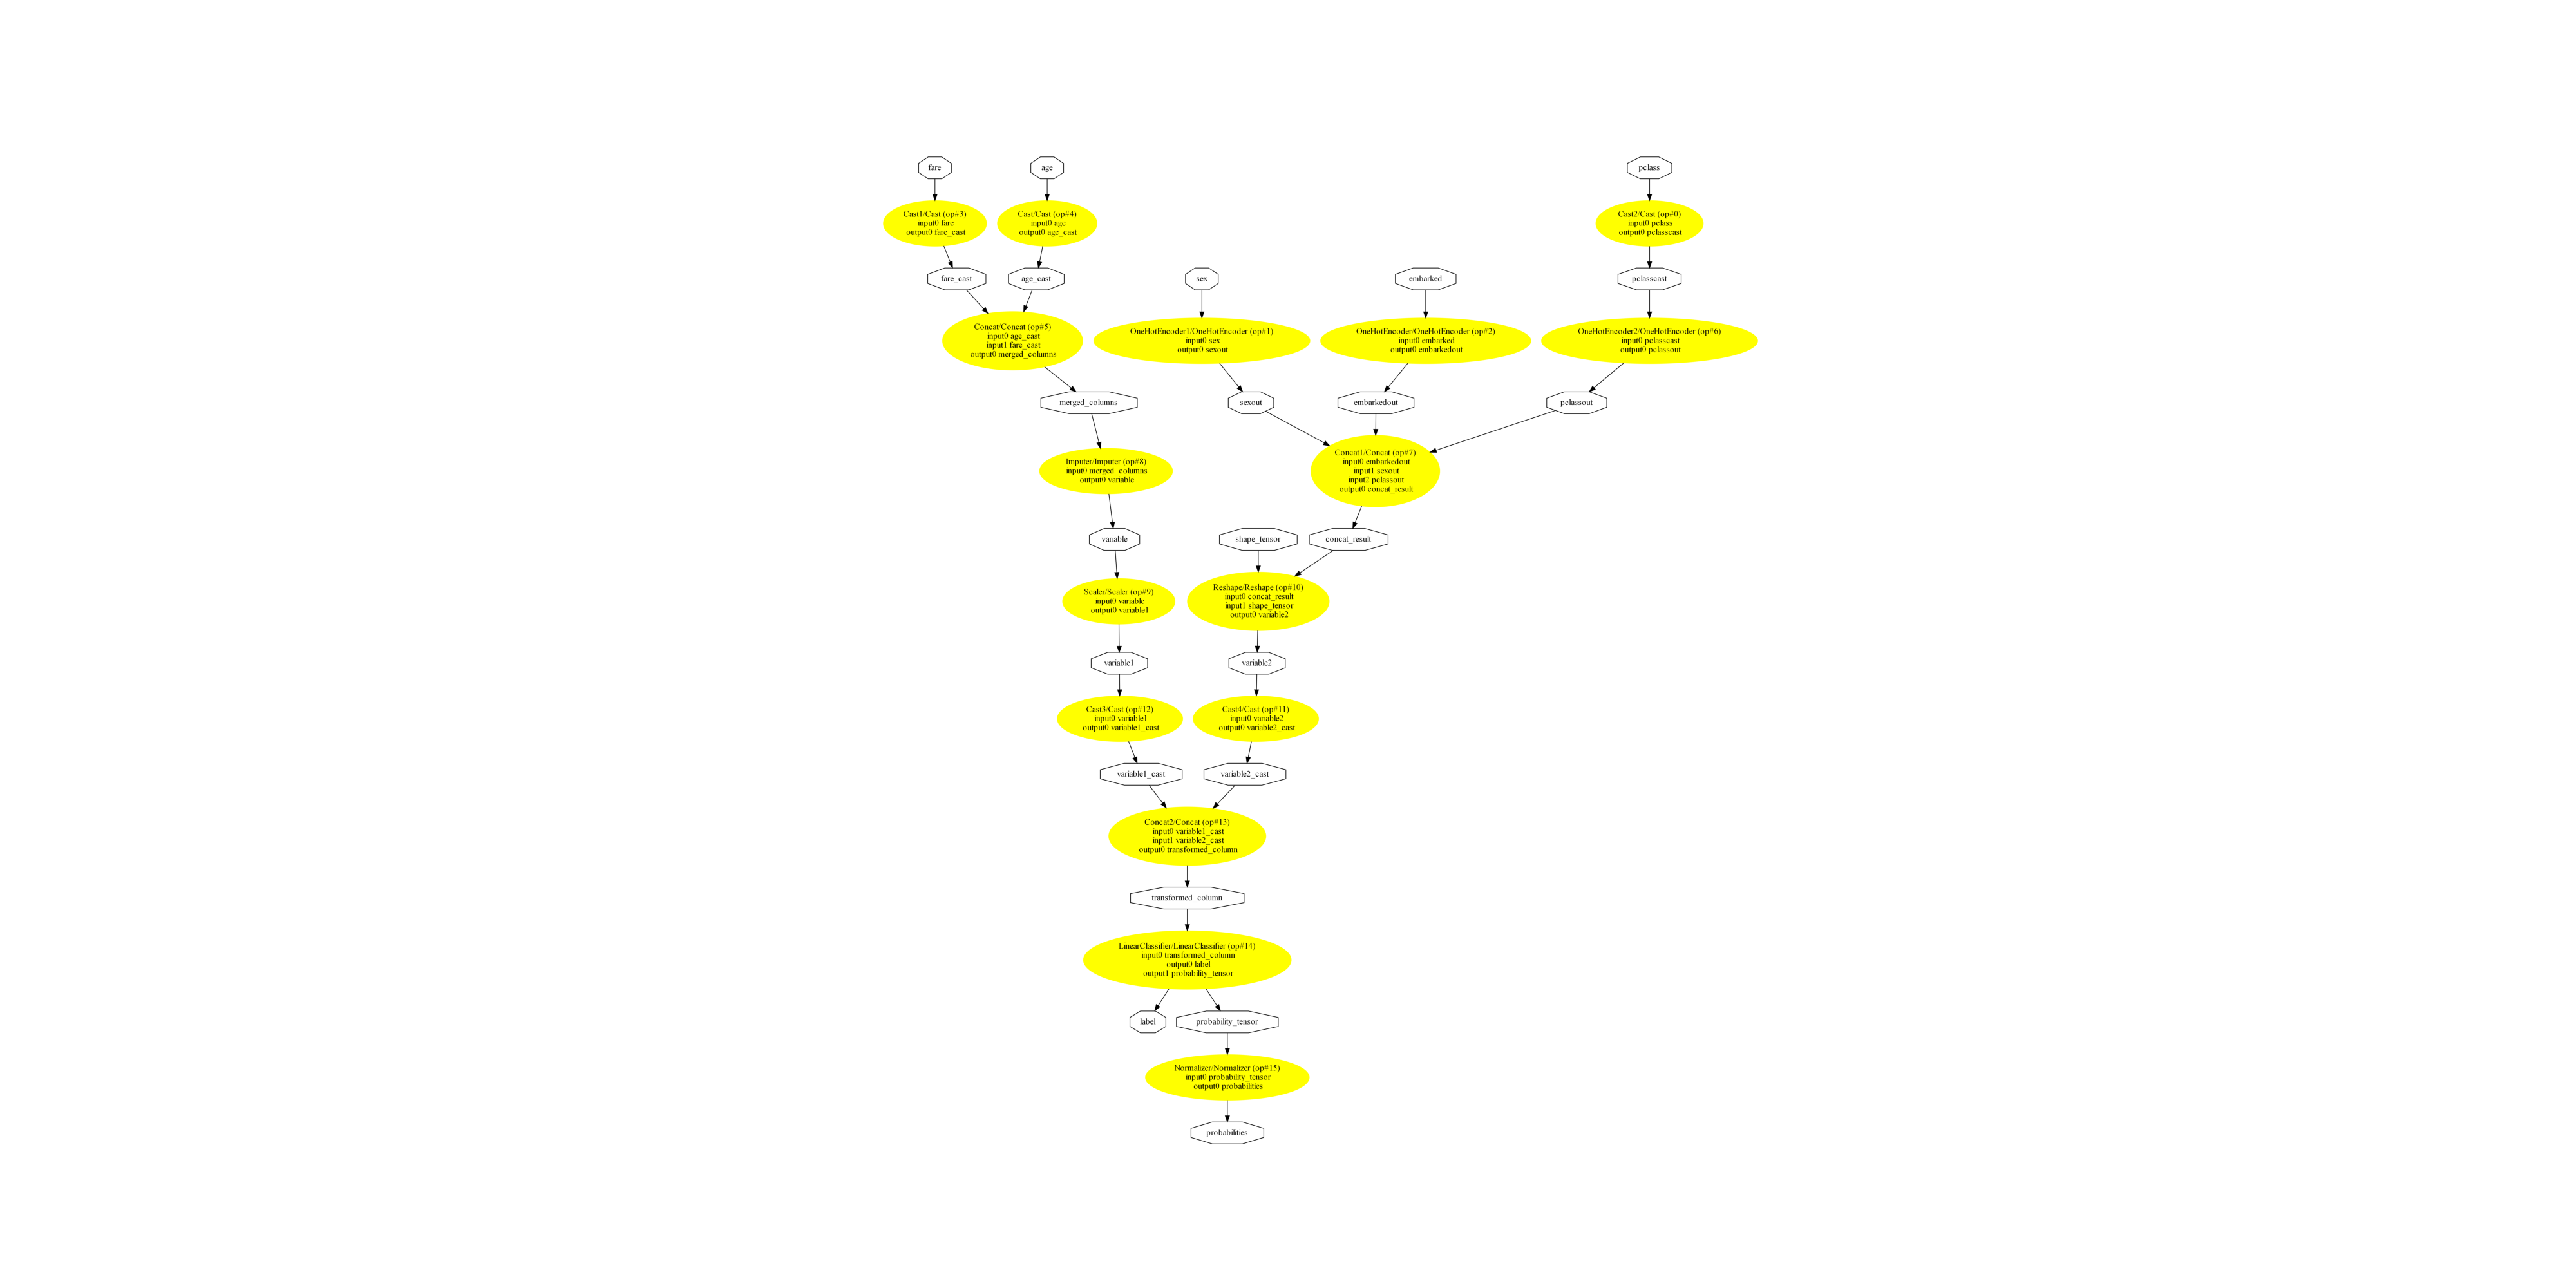 fare
age
pclass
Cast1/Cast (op#3)
input0 fare
output0 fare_cast
Cast/Cast (op#4)
input0 age
output0 age_cast
Cast2/Cast (op#0)
input0 pclass
output0 pclasscast
fare_cast
age_cast
sex
embarked
pclasscast
Concat/Concat (op#5)
input0 age_cast
input1 fare_cast
output0 merged_columns
OneHotEncoder1/OneHotEncoder (op#1)
input0 sex
output0 sexout
OneHotEncoder/OneHotEncoder (op#2)
input0 embarked
output0 embarkedout
OneHotEncoder2/OneHotEncoder (op#6)
input0 pclasscast
output0 pclassout
merged_columns
sexout
embarkedout
pclassout
Imputer/Imputer (op#8)
input0 merged_columns
output0 variable
Concat1/Concat (op#7)
input0 embarkedout
input1 sexout
input2 pclassout
output0 concat_result
variable
shape_tensor
concat_result
Scaler/Scaler (op#9)
input0 variable
output0 variable1
Reshape/Reshape (op#10)
input0 concat_result
input1 shape_tensor
output0 variable2
variable1
variable2
Cast3/Cast (op#12)
input0 variable1
output0 variable1_cast
Cast4/Cast (op#11)
input0 variable2
output0 variable2_cast
variable1_cast
variable2_cast
Concat2/Concat (op#13)
input0 variable1_cast
input1 variable2_cast
output0 transformed_column
transformed_column
LinearClassifier/LinearClassifier (op#14)
input0 transformed_column
output0 label
output1 probability_tensor
label
probability_tensor
Normalizer/Normalizer (op#15)
input0 probability_tensor
output0 probabilities
probabilities